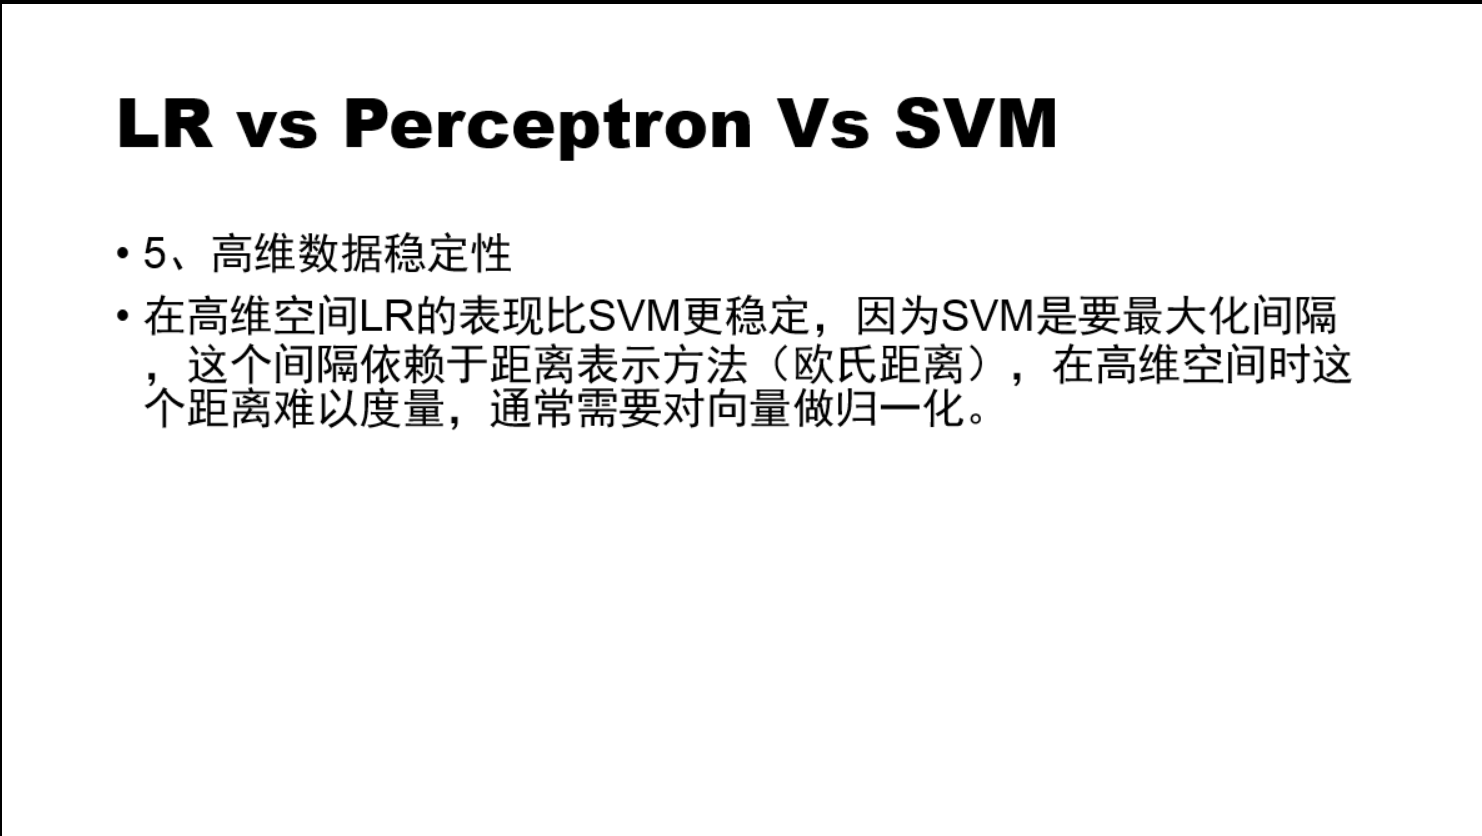 LR vs Perceptron Vs SVM
• 5、高维数据稳定性
• 在高维空间LR的表现比SVM更稳定，因为SVM是要最大化间隔
，这个间隔依赖于距离表示方法（欧氏距离），在高维空间时这
个距离难以度量，通常需要对向量做归一化。